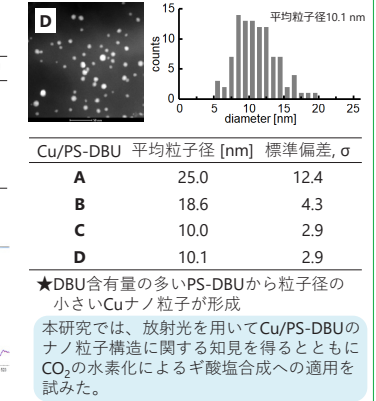 D
平均粒子径10.1 nm
counts
15
10
5
0
0 5 10 15 20 25
diameter [nm]
Cu/PS-DBU 平均粒子径 [nm] 標準偏差, σ
A 25.0 12.4
B 18.6 4.3
C 10.0 2.9
D 10.1 2.9
★DBU含有量の多いPS-DBUから粒子径の
小さいCuナノ粒子が形成
本研究では、放射光を用いてCu/PS-DBUの
ナノ粒子構造に関する知見を得るとともに
CO₂の水素化によるギ酸塩合成への適用を
試みた。